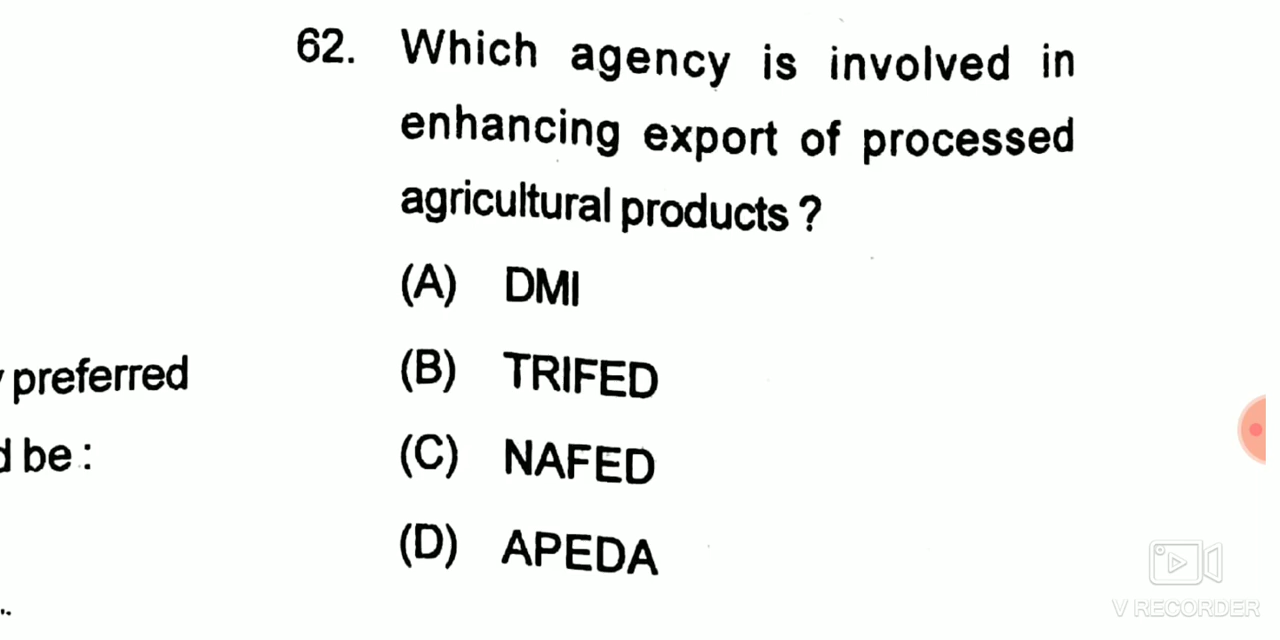 62. Which agency is involved in
enhancing export of processed
agricultural products ?
(A) DMI
(B) TRIFED
preferred
(C) NAFED
d be :
(D) APEDA
V RECORDER